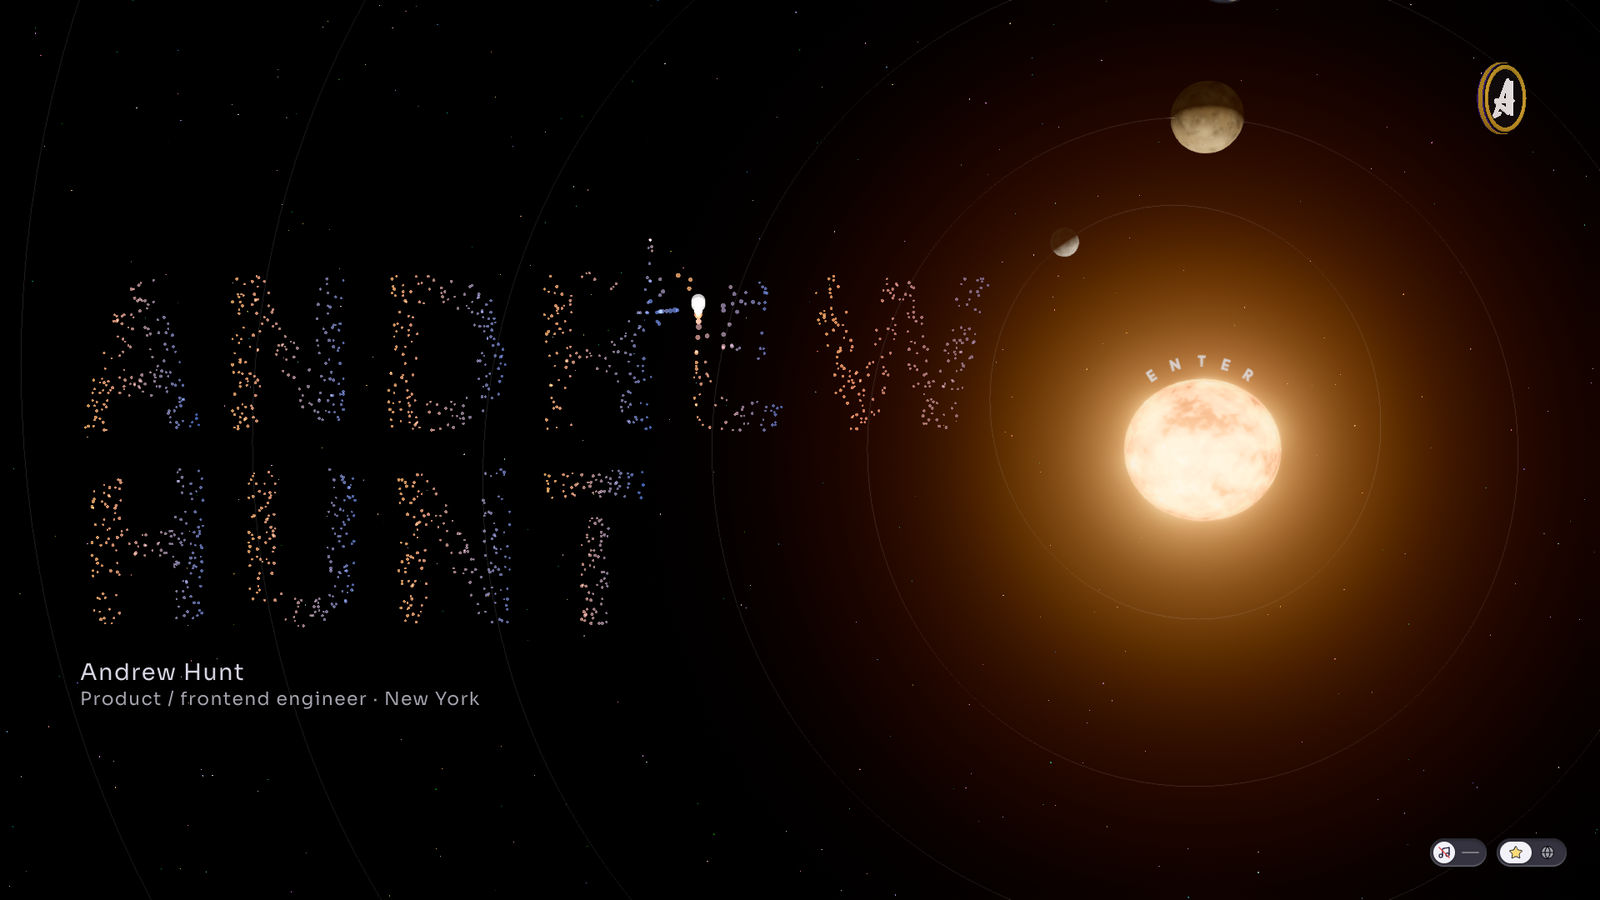 ANDREW
HUNT
Andrew Hunt
Product / frontend engineer · New York
ENTER
A